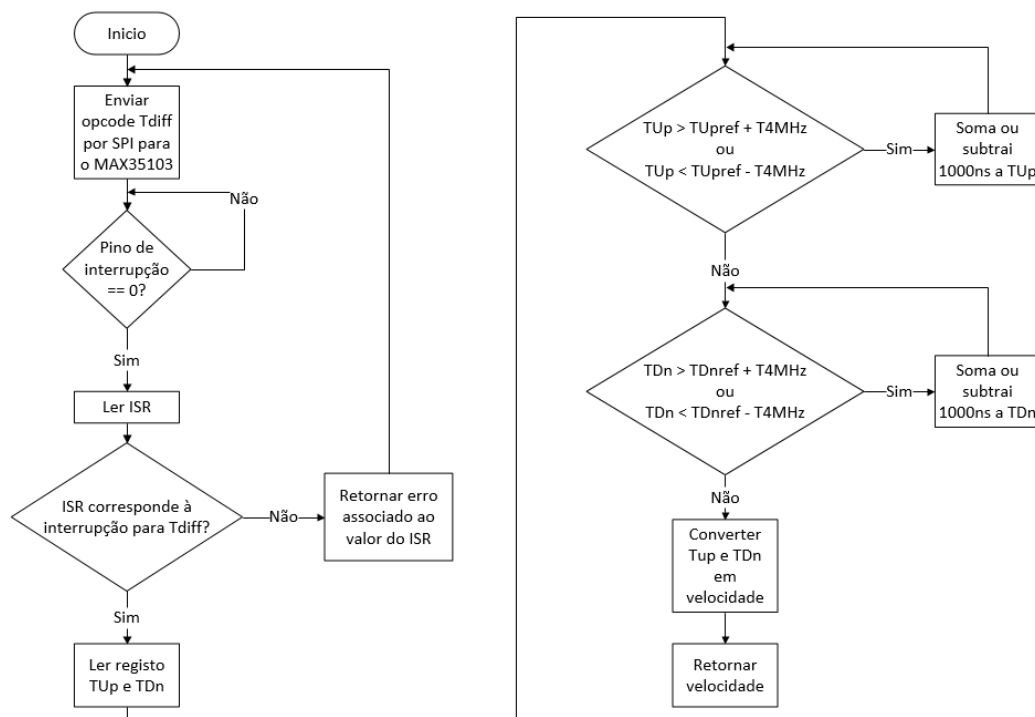 Inicio
Enviar
opcode Tdiff
por SPI para
o MAX35103
Não
Pino de
interrupção
== 0?
Sim
Ler ISR
ISR corresponde à
interrupção para Tdiff?
Não
Retornar erro
associado ao
valor do ISR
Sim
Ler registo
TUp e TDn
TUp > TUpref + T4MHz
ou
TUp < TUpref - T4MHz
Sim
Soma ou
subtrai
1000ns a TUp
Não
TDn > TDnref + T4MHz
ou
TDn < TDnref - T4MHz
Sim
Soma ou
subtrai
1000ns a TDn
Não
Converter
Tup e TDn
em
velocidade
Retornar
velocidade